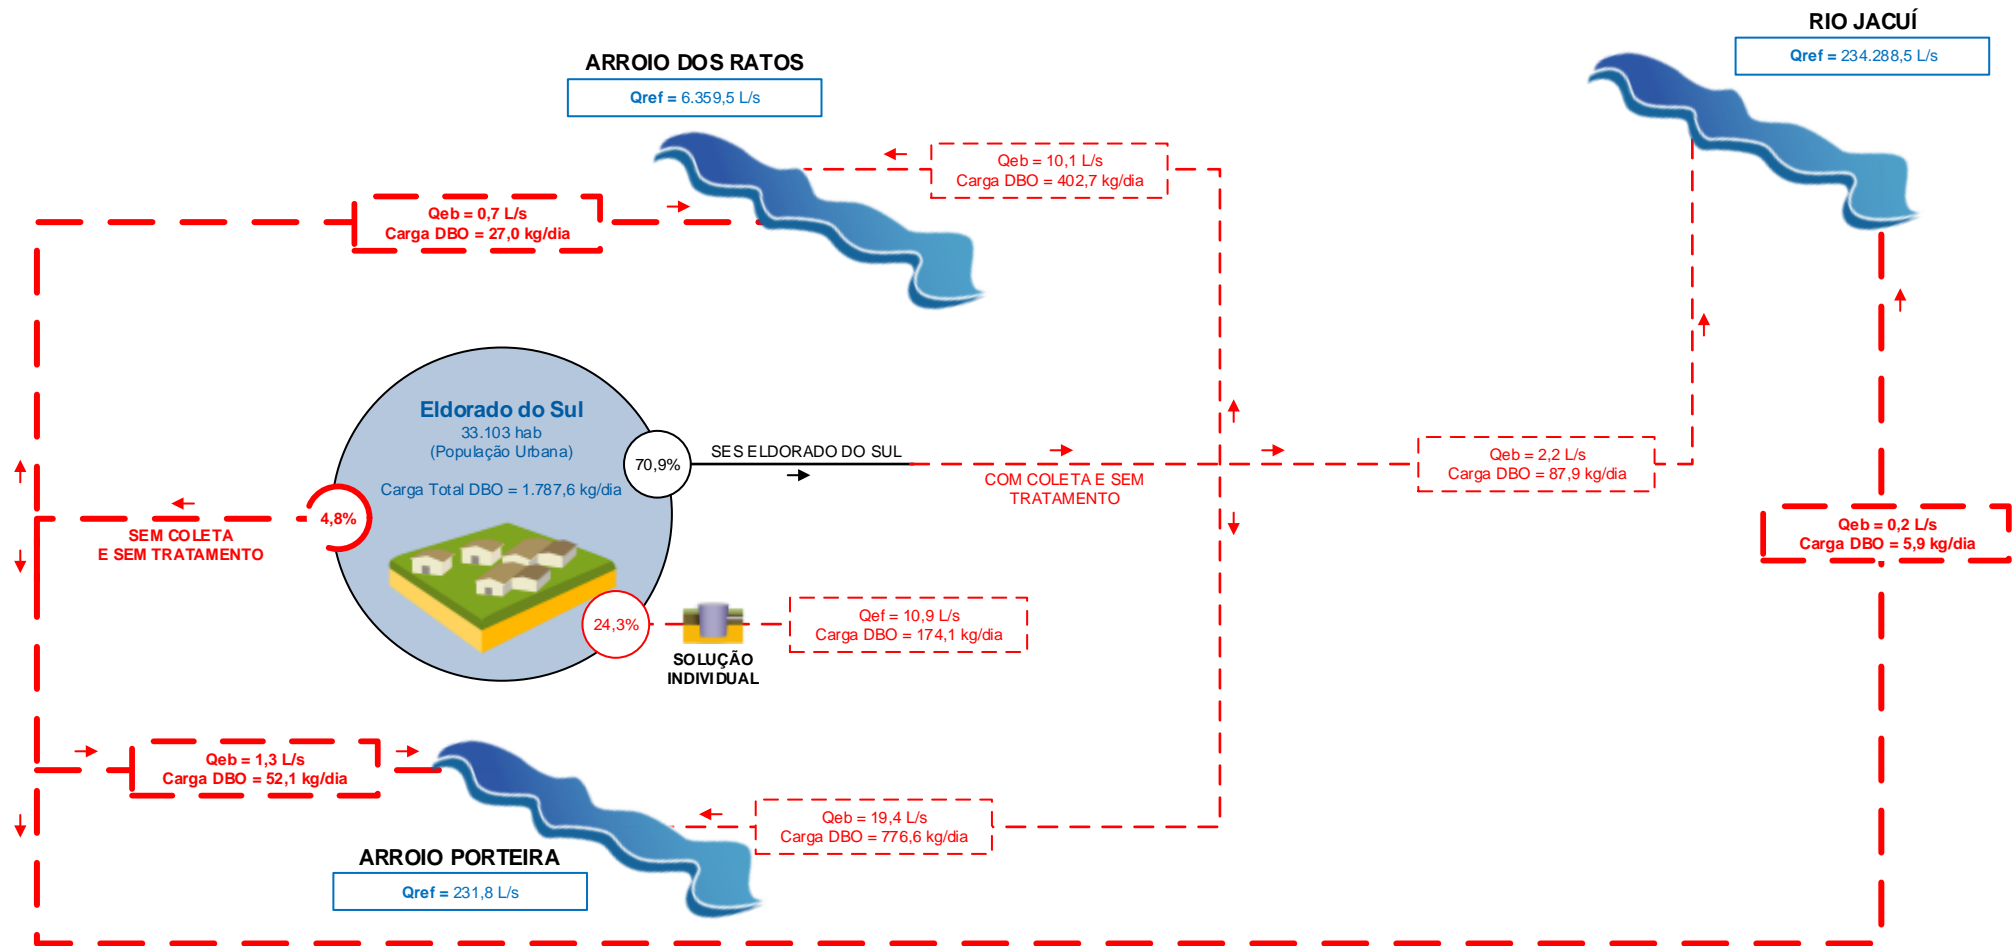 RIO JACUÍ
Qref = 234.288,5 L/s
ARROIO DOS RATOS
Qref = 6.359,5 L/s
Qeb = 10,1 L/s
Carga DBO = 402,7 kg/dia
Qeb = 0,7 L/s
Carga DBO = 27,0 kg/dia
Eldorado do Sul
33.103 hab
(População Urbana)
Carga Total DBO = 1.787,6 kg/dia
70,9%
SES ELDORADO DO SUL
COM COLETA E SEM
TRATAMENTO
Qeb = 2,2 L/s
Carga DBO = 87,9 kg/dia
4,8%
SEM COLETA
E SEM TRATAMENTO
Qeb = 0,2 L/s
Carga DBO = 5,9 kg/dia
24,3%
SOLUÇÃO
INDIVIDUAL
Qef = 10,9 L/s
Carga DBO = 174,1 kg/dia
Qeb = 1,3 L/s
Carga DBO = 52,1 kg/dia
Qeb = 19,4 L/s
Carga DBO = 776,6 kg/dia
ARROIO PORTEIRA
Qref = 231,8 L/s